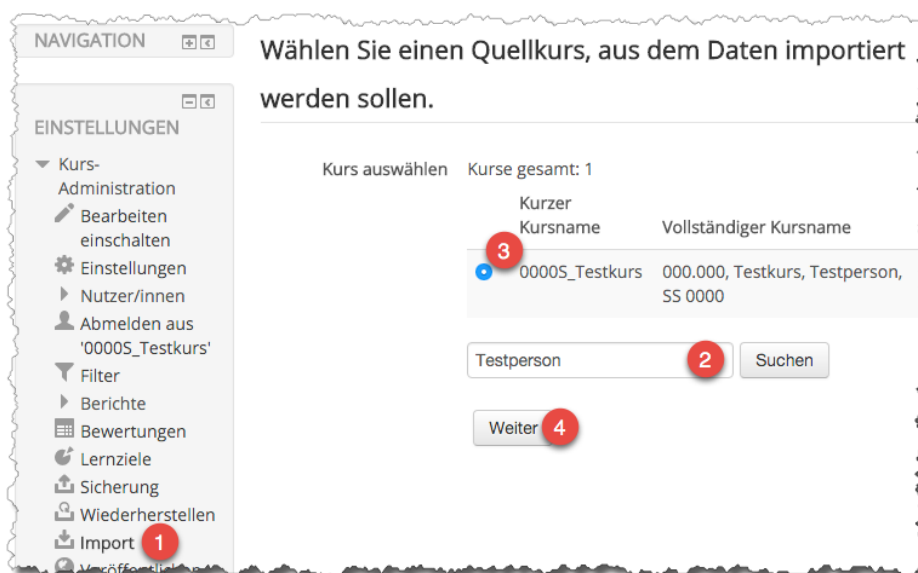 NAVIGATION
EINSTELLUNGEN
Kurs-
Administration
Bearbeiten
einschalten
Einstellungen
Nutzer/innen
Abmelden aus
'0000S_Testkurs'
Filter
Berichte
Bewertungen
Lernziele
Sicherung
Wiederherstellen
Import 1
Veröffentlichen
Wählen Sie einen Quellkurs, aus dem Daten importiert
werden sollen.
Kurs auswählen Kurse gesamt: 1
Kurzer
Kursname Vollständiger Kursname
3
0000S_Testkurs 000.000, Testkurs, Testperson,
SS 0000
Testperson 2 Suchen
Weiter 4